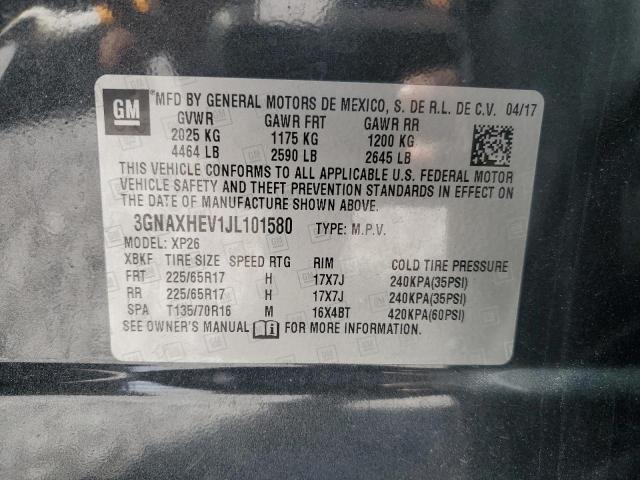 GM
*MFD BY GENERAL MOTORS DE MEXICO, S. DE R.L. DE C.V. 04/17
GVWR GAWR FRT GAWR RR
2025 KG 1175 KG 1200 KG
4464 LB 2590 LB 2645 LB
THIS VEHICLE CONFORMS TO ALL APPLICABLE U.S. FEDERAL MOTOR
VEHICLE SAFETY AND THEFT PREVENTION STANDARDS IN EFFECT ON
THE DATE OF MANUFACTURE SHOWN ABOVE.
3GNAXHEV1JL101580 TYPE: M.P.V.
MODEL: XP26
XBKF TIRE SIZE SPEED RTG RIM COLD TIRE PRESSURE
FRT 225/65R17 H 17X7J 240KPA(35PSI)
RR 225/65R17 H 17X7J 240KPA(35PSI)
SPA T135/70R16 M 16X4BT 420KPA(60PSI)
SEE OWNER'S MANUAL FOR MORE INFORMATION.